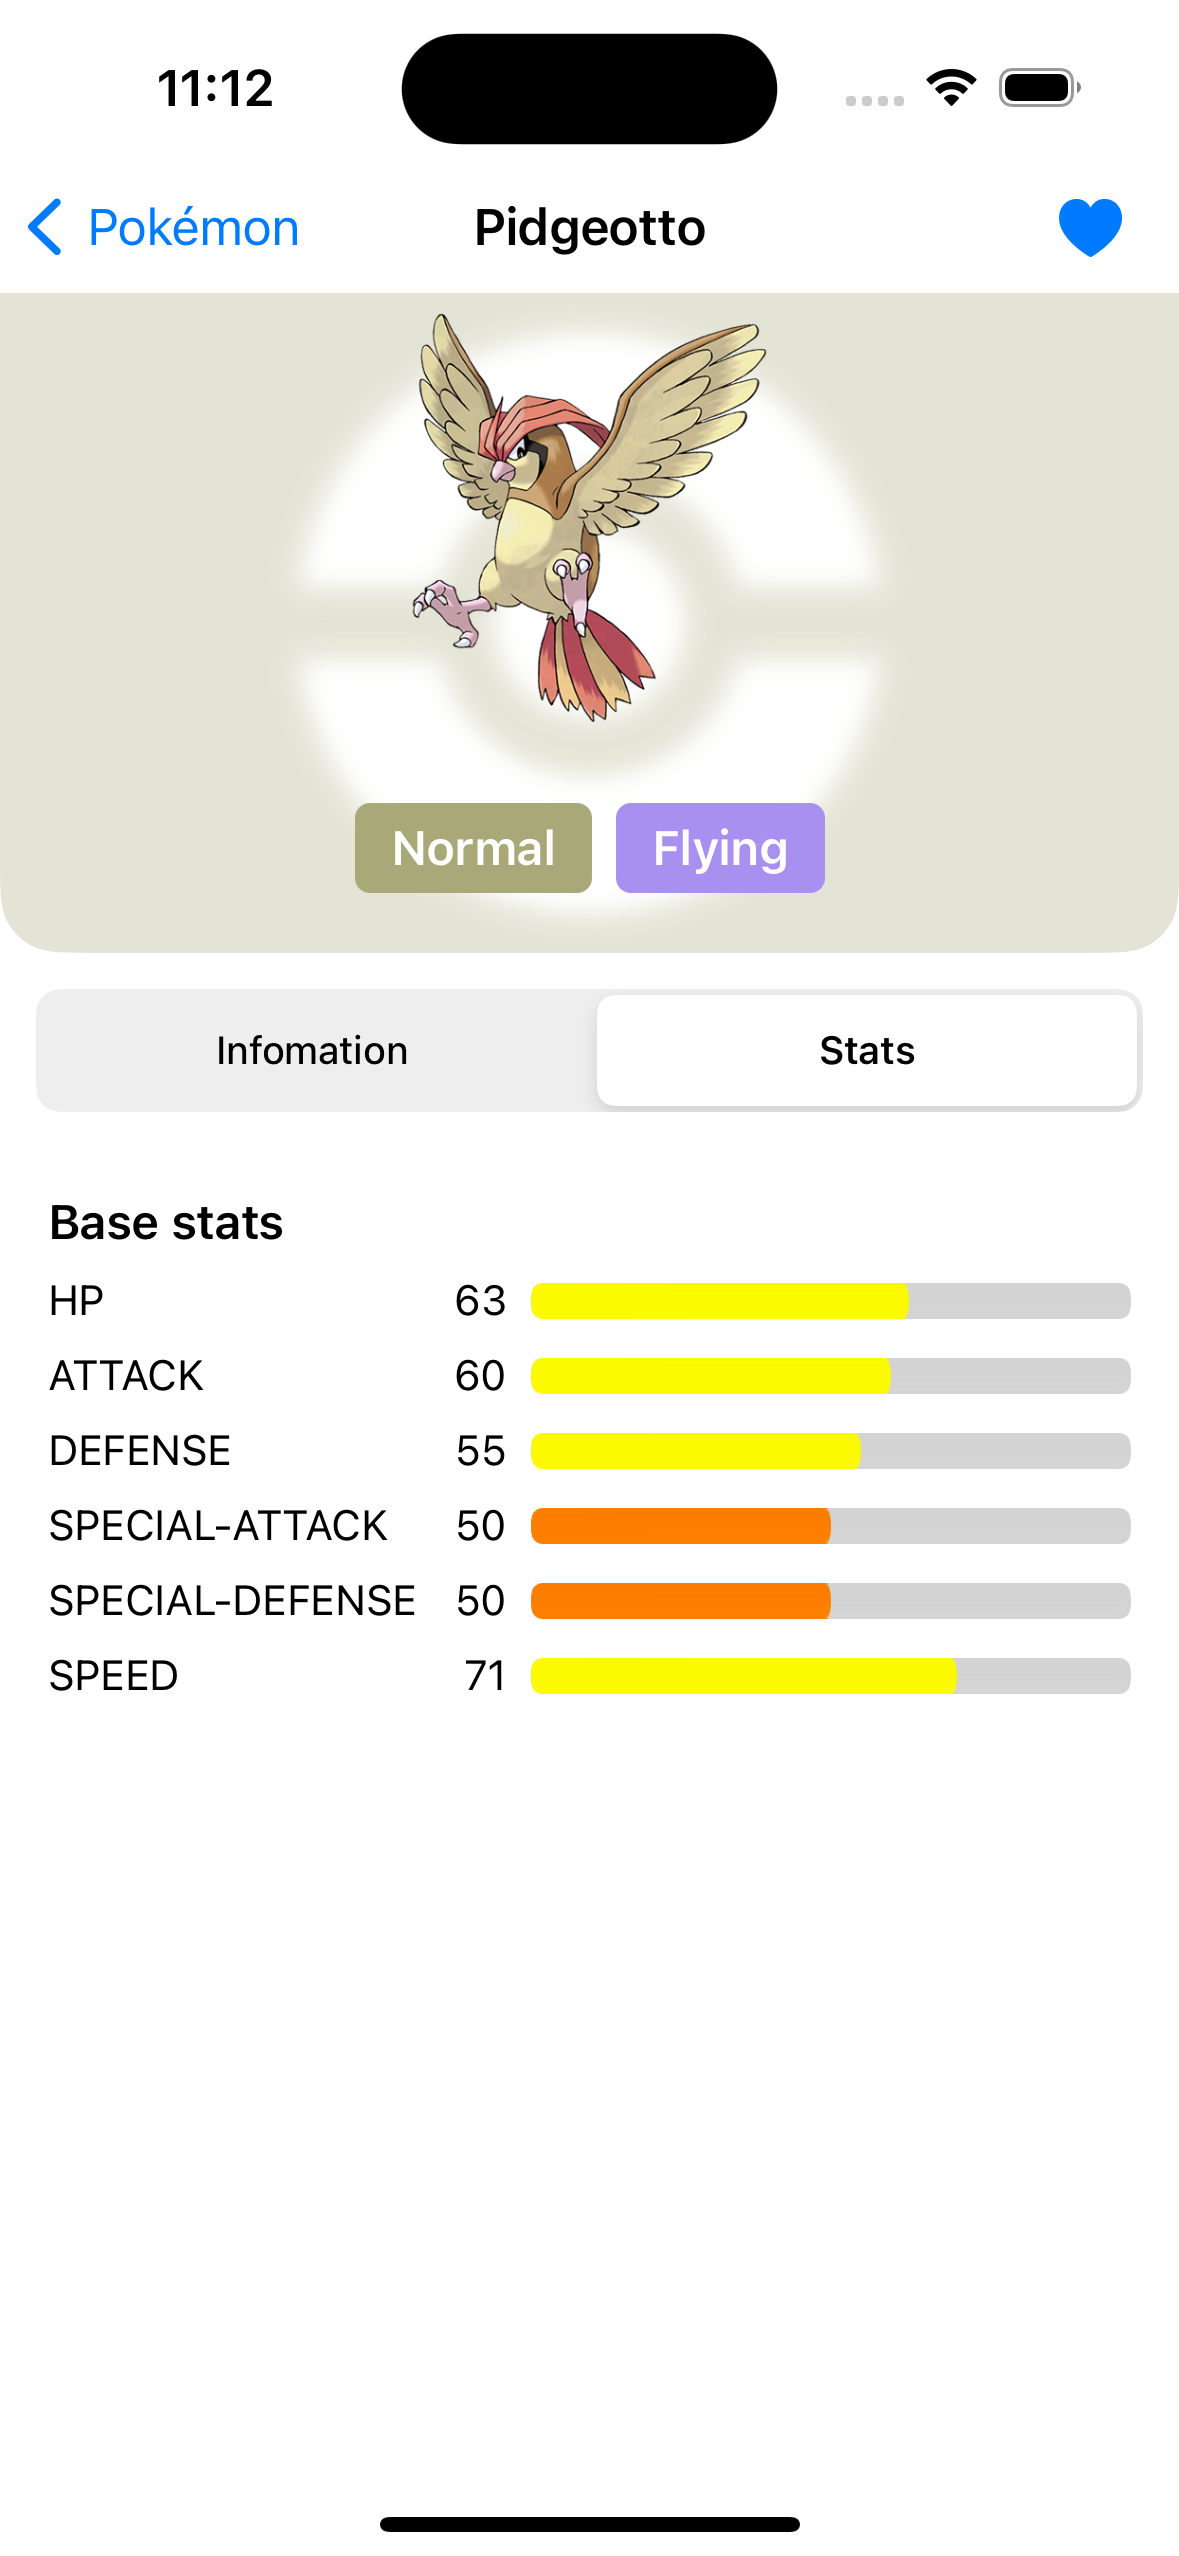 11:12
Pokémon
Pidgeotto
Normal
Flying
Infomation
Stats
Base stats
HP 63
ATTACK 60
DEFENSE 55
SPECIAL-ATTACK 50
SPECIAL-DEFENSE 50
SPEED 71